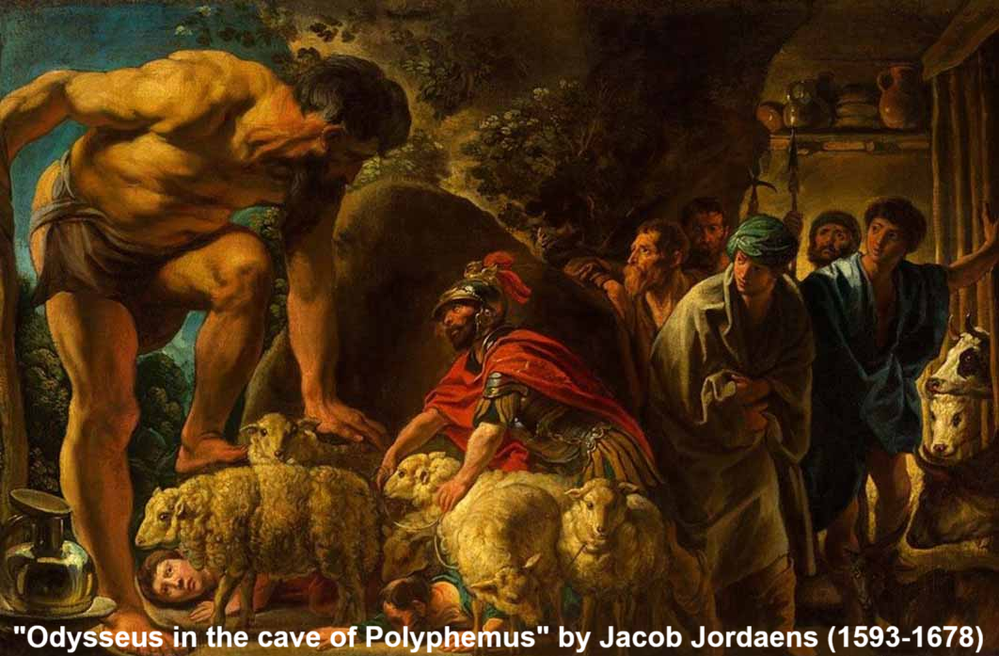 "Odysseus in the cave of Polyphemus" by Jacob Jordaens (1593-1678)